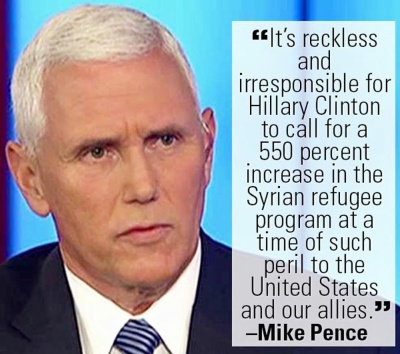 “It’s reckless
and
irresponsible for
Hillary Clinton
to call for a
550 percent
increase in the
Syrian refugee
program at a
time of such
peril to the
United States
and our allies.”
–Mike Pence